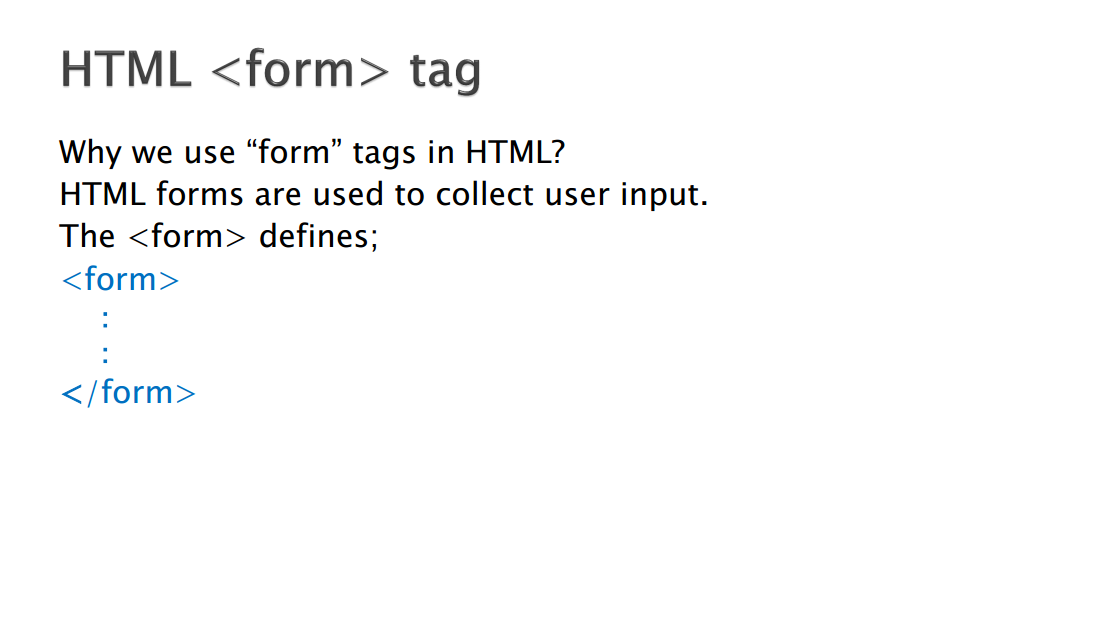 HTML <form> tag
Why we use “form” tags in HTML?
HTML forms are used to collect user input.
The <form> defines;
<form>
:
:
</form>